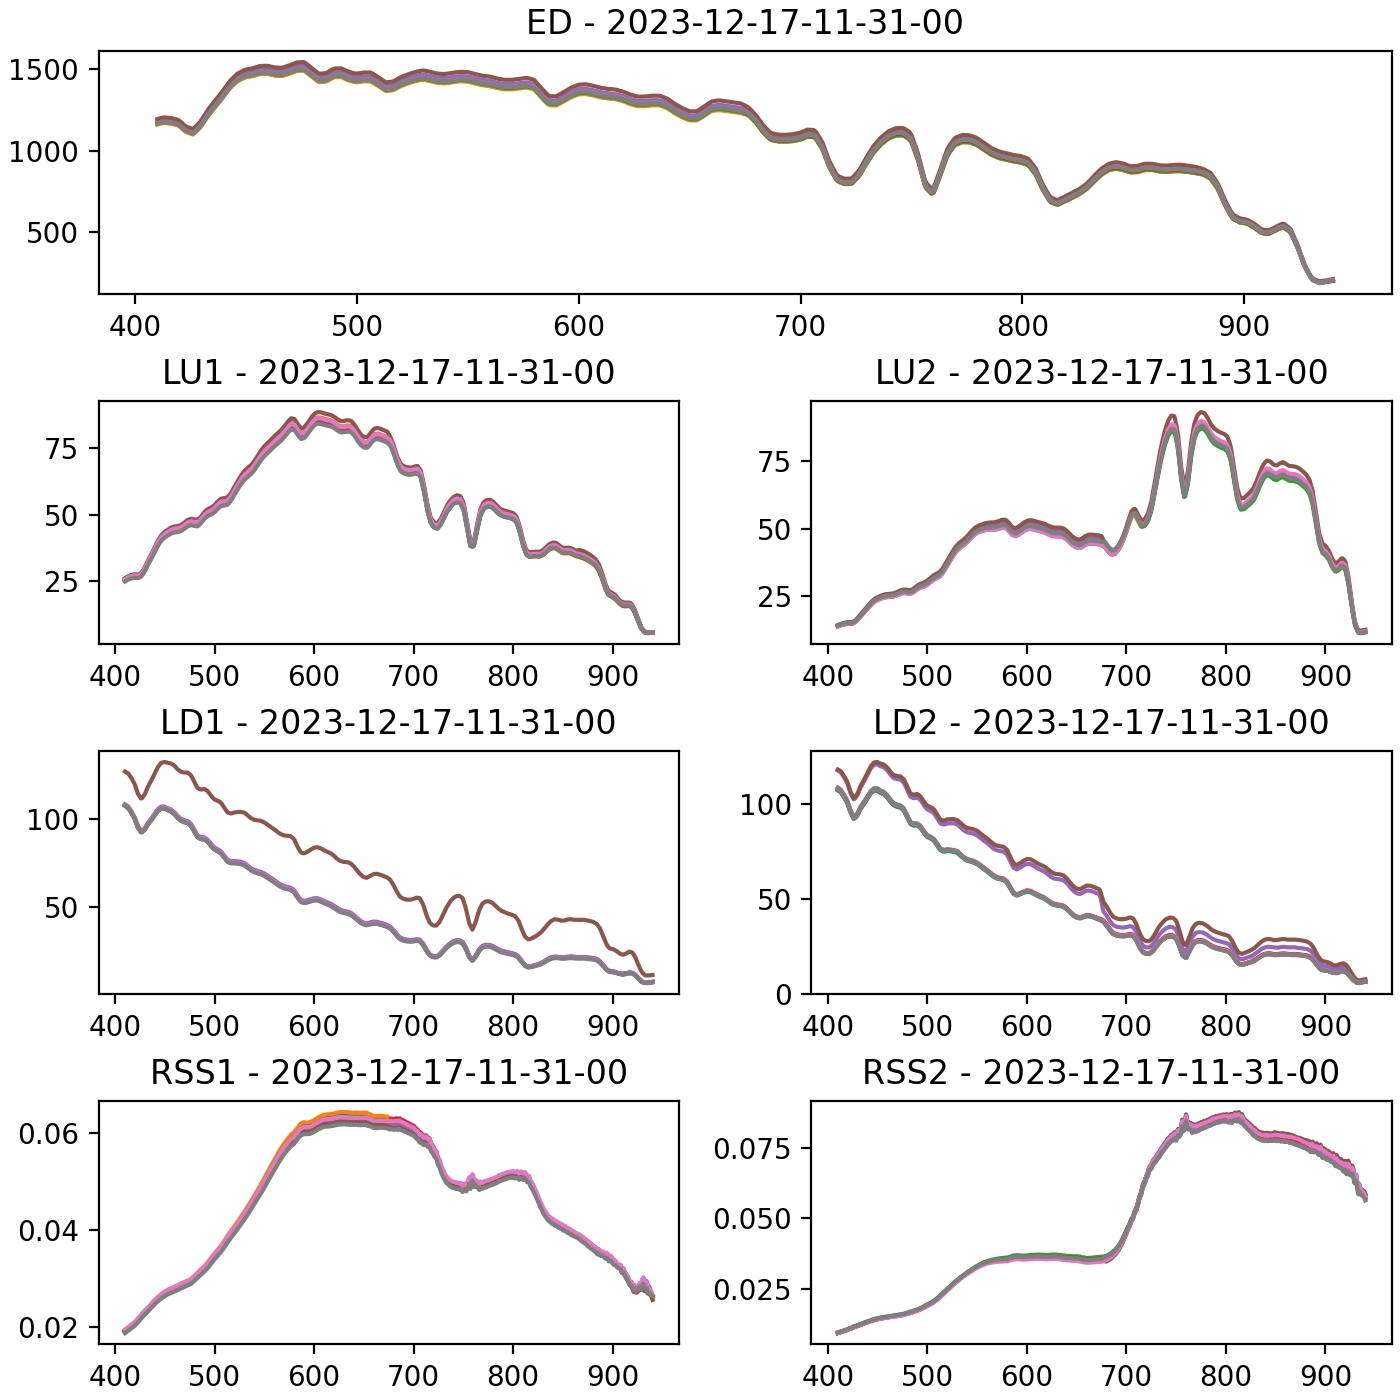 ED - 2023-12-17-11-31-00
1500
1000
500
400 500 600 700 800 900
LU1 - 2023-12-17-11-31-00
75
50
25
400 500 600 700 800 900
LU2 - 2023-12-17-11-31-00
75
50
25
400 500 600 700 800 900
LD1 - 2023-12-17-11-31-00
100
50
400 500 600 700 800 900
LD2 - 2023-12-17-11-31-00
100
50
0
400 500 600 700 800 900
RSS1 - 2023-12-17-11-31-00
0.06
0.04
0.02
400 500 600 700 800 900
RSS2 - 2023-12-17-11-31-00
0.075
0.050
0.025
400 500 600 700 800 900